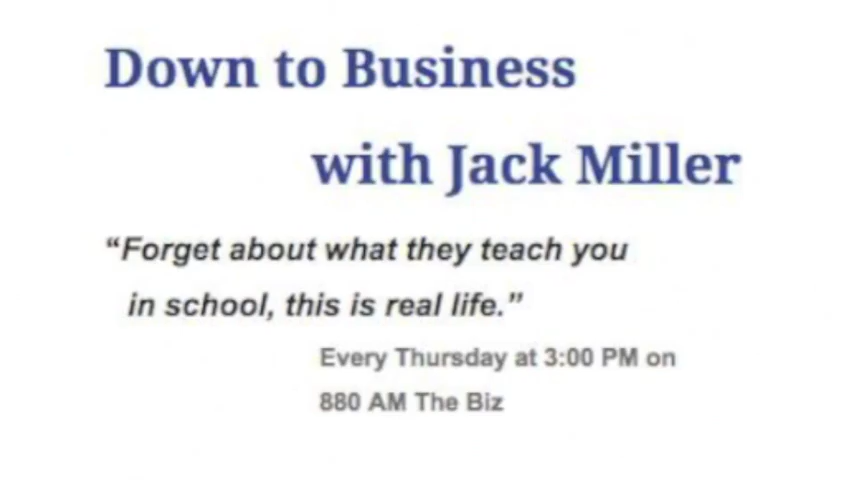 Down to Business
with Jack Miller
“Forget about what they teach you
in school, this is real life.”
Every Thursday at 3:00 PM on
880 AM The Biz